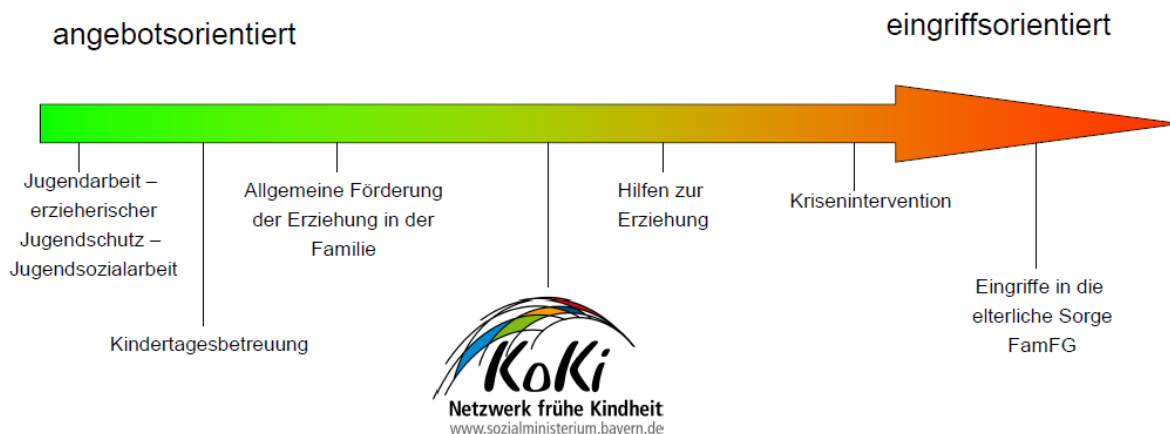 angebotsorientiert
eingriffsorientiert
Jugendarbeit –
erzieherischer
Jugendschutz –
Jugendsozialarbeit
Kindertagesbetreuung
Allgemeine Förderung
der Erziehung in der
Familie
KoKi
Netzwerk frühe Kindheit
www.sozialministerium.bayern.de
Hilfen zur
Erziehung
Krisenintervention
Eingriffe in die
elterliche Sorge
FamFG